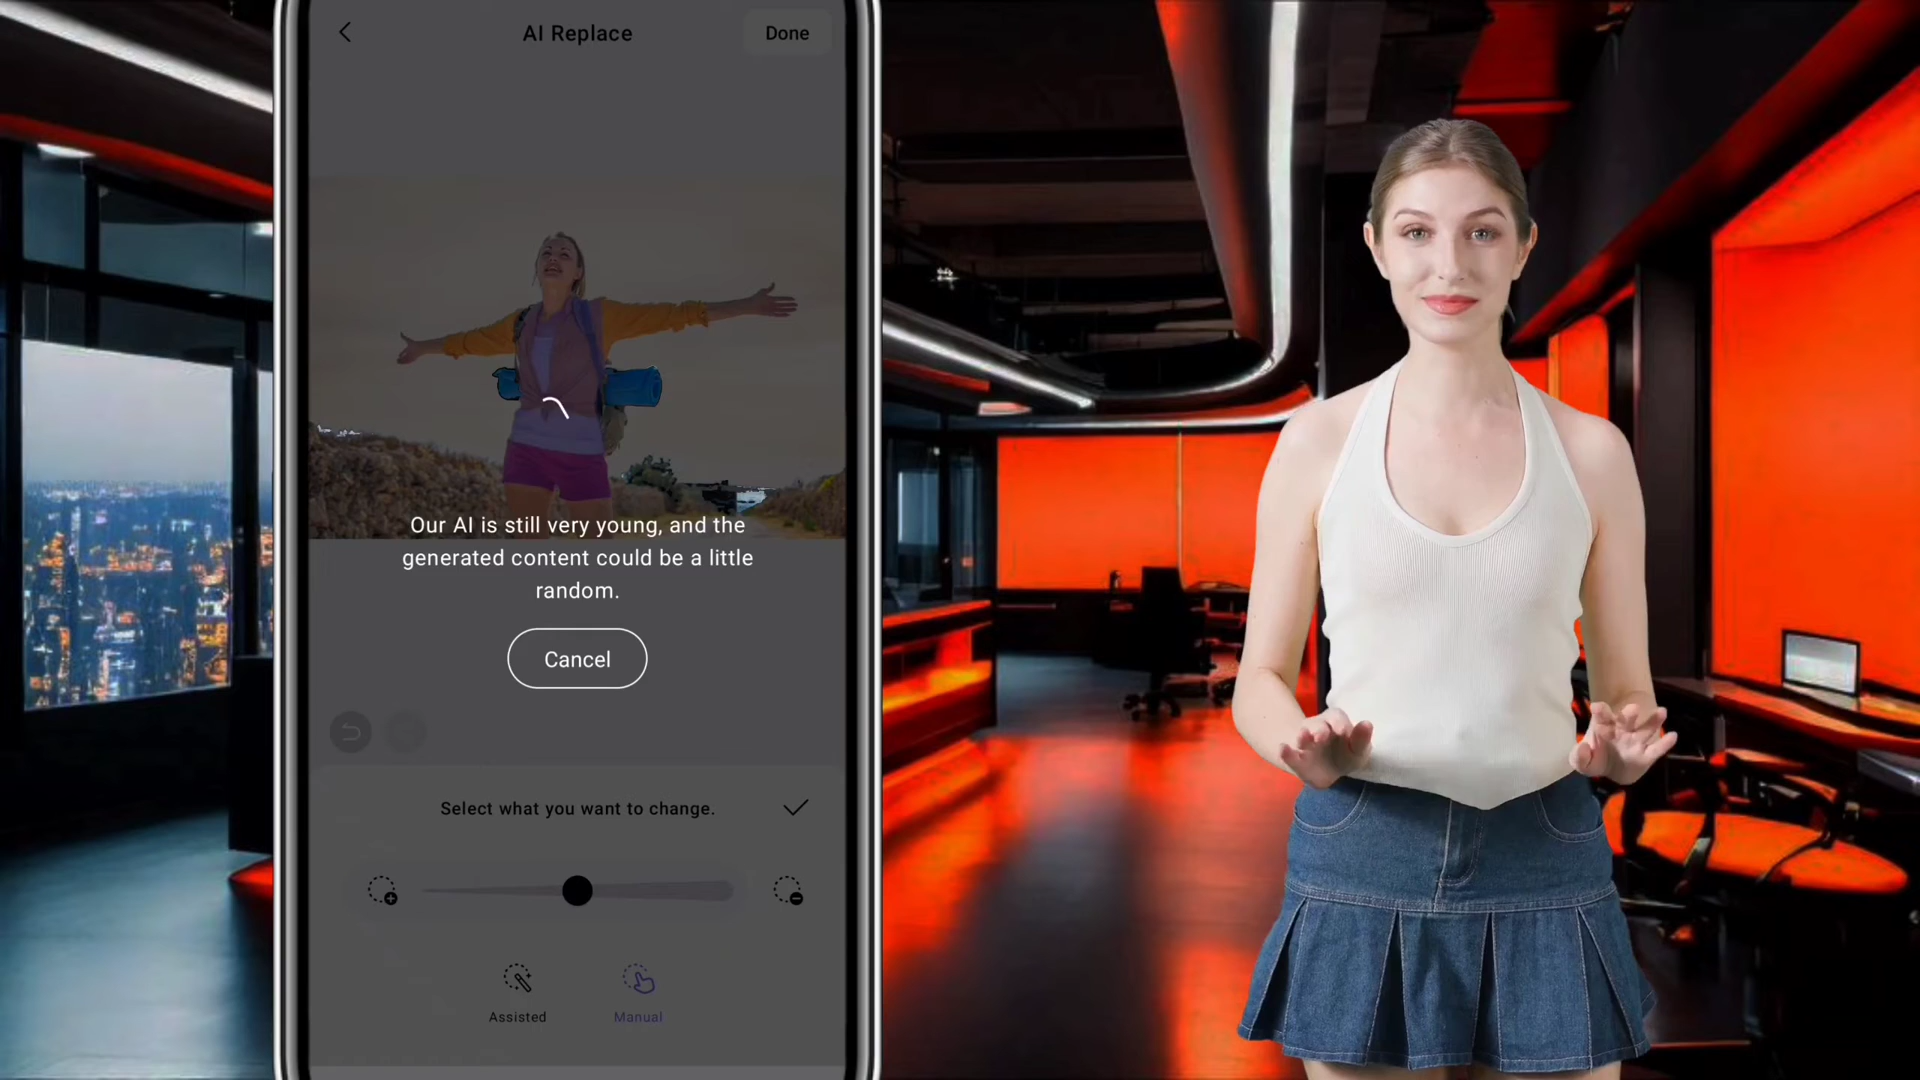 AI Replace
Done
Our AI is still very young, and the
generated content could be a little
random.
Cancel
Select what you want to change.
Assisted
Manual